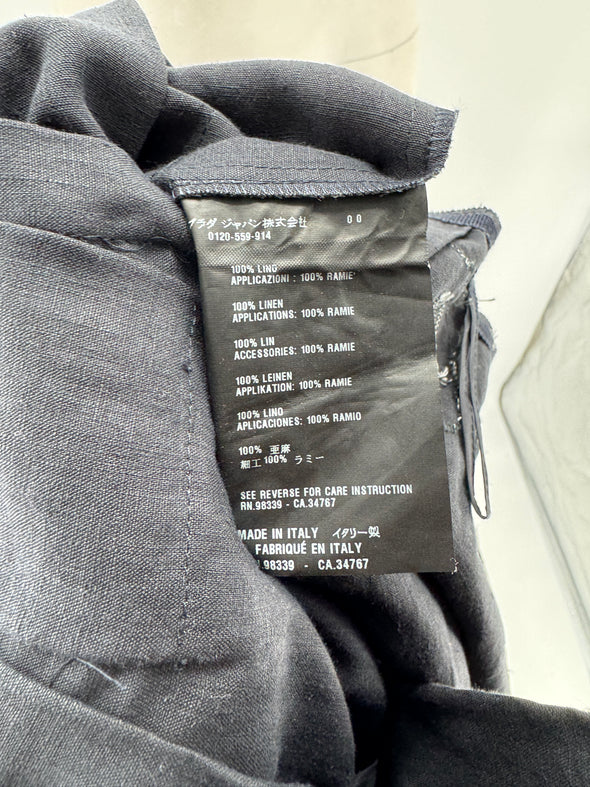 ラダ ジャパン株式会社 00
0120-559-914
100% LINO
APPLICAZIONI : 100% RAMIE'
100% LINEN
APPLICATIONS: 100% RAMIE
100% LIN
ACCESSORIES: 100% RAMIE
100% LEINEN
APPLIKATION: 100% RAMIE
100% LINO
APLICACIONES: 100% RAMIO
100% 亜麻
細工100% ラミー
SEE REVERSE FOR CARE INSTRUCTION
RN.98339 - CA.34767
MADE IN ITALY イタリー製
FABRIQUÉ EN ITALY
.98339 - CA.34767